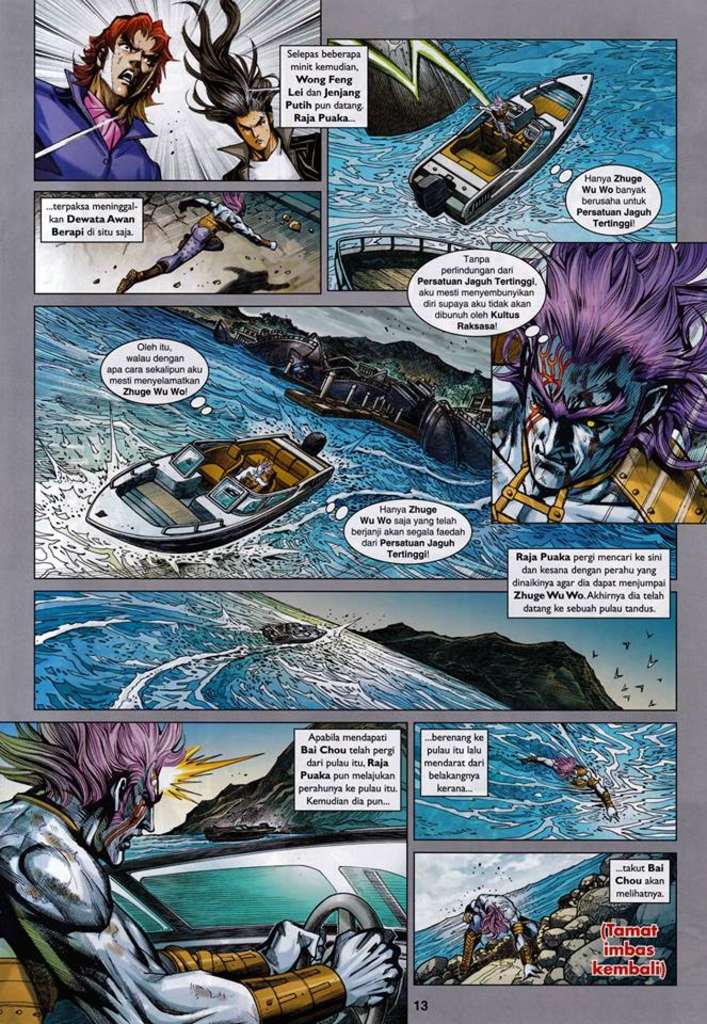 Selepas beberapa
minit kemudian,
Wong Feng
Lei dan Jenjang
Putih pun datang.
Raja Puaka...
Hanya Zhuge
Wu Wo banyak
berusaha untuk
Persatuan Jaguh
Tertinggi!
...terpaksa meninggal-
kan Dewata Awan
Berapi di situ saja.
Tanpa
perlindungan dari
Persatuan Jaguh Tertinggi,
aku mesti menyembunyikan
diri supaya aku tidak akan
dibunuh oleh Kultus
Raksasa!
Oleh itu,
walau dengan
apa cara sekalipun aku
mesti menyelamatkan
Zhuge Wu Wo!
Hanya Zhuge
Wu Wo saja yang telah
berjanji akan segala faedah
dari Persatuan Jaguh
Tertinggi!
Raja Puaka pergi mencari ke sini
dan kesana dengan perahu yang
dinaikinya agar dia dapat menjumpai
Zhuge Wu Wo. Akhirnya dia telah
datang ke sebuah pulau tandus.
Apabila mendapati
Bai Chou telah pergi
dari pulau itu, Raja
Puaka pun melajukan
perahunya ke pulau itu.
Kemudian dia pun...
...berenang ke
pulau itu lalu
mendarat dari
belakangnya
kerana...
...takut Bai
Chou akan
melihatnya.
(Tamat
imbas
kembali)
13